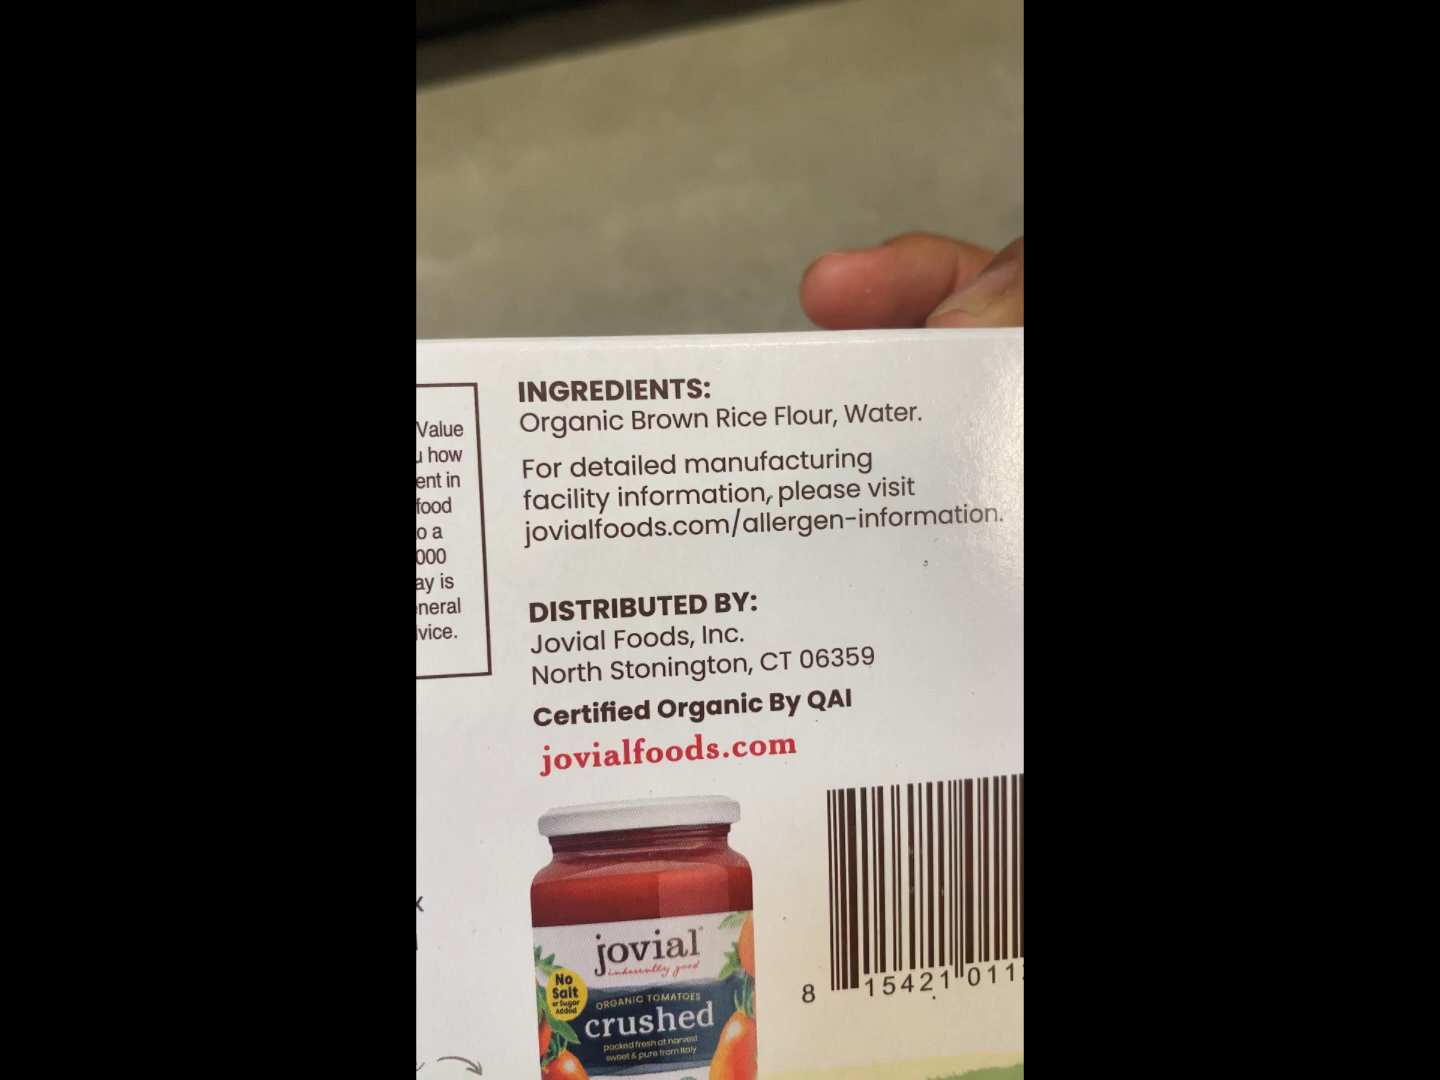 Value
u how
ent in
food
o a
000
ay is
neral
vice.
INGREDIENTS:
Organic Brown Rice Flour, Water.
For detailed manufacturing
facility information, please visit
jovialfoods.com/allergen-information.
DISTRIBUTED BY:
Jovial Foods, Inc.
North Stonington, CT 06359
Certified Organic By QAI
jovialfoods.com
jovial
inherently good
No
Salt
or Sugar
Added
ORGANIC TOMATOES
crushed
packed fresh at harvest
sweet & pure from Italy
8 15421 011